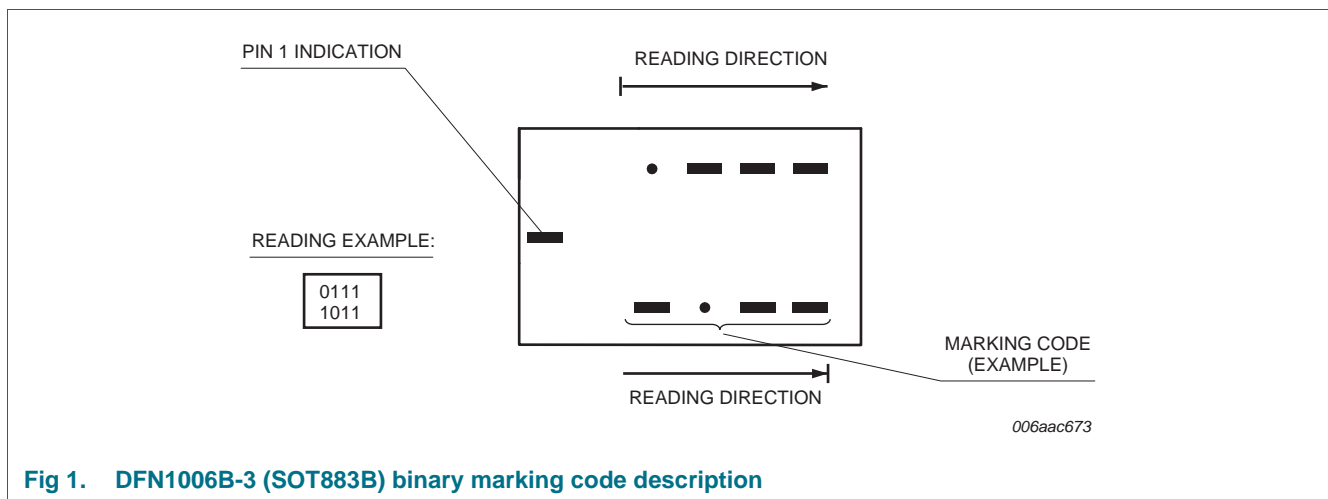 PIN 1 INDICATION
READING DIRECTION
READING EXAMPLE:
0111
1011
MARKING CODE
(EXAMPLE)
READING DIRECTION
006aac673
Fig 1. DFN1006B-3 (SOT883B) binary marking code description